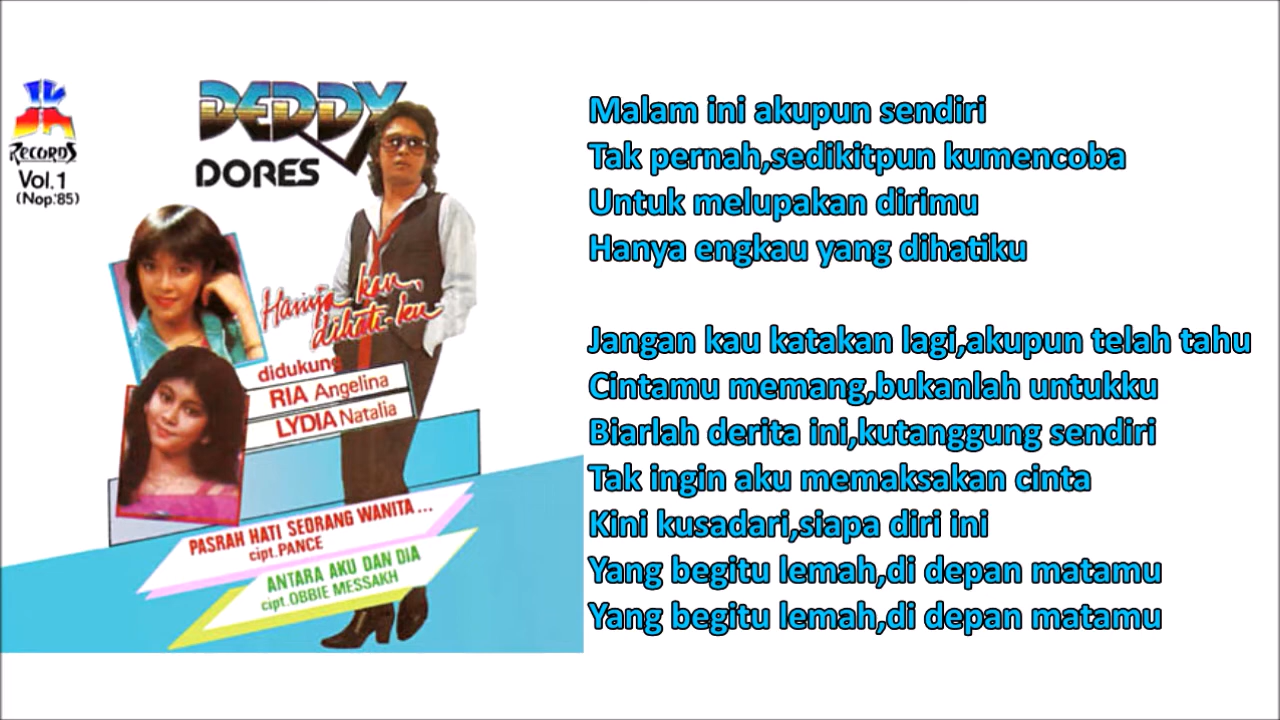 JK
RECORDS
Vol.1
(Nop.'85)
DEDDY
DORES
Hanya kau,
dihati-ku
didukung
RIA Angelina
LYDIA Natalia
PASRAH HATI SEORANG WANITA...
cipt.PANCE
ANTARA AKU DAN DIA
cipt.OBBIE MESSAKH
Malam ini akupun sendiri
Tak pernah,sedikitpun kumencoba
Untuk melupakan dirimu
Hanya engkau yang dihatiku
Jangan kau katakan lagi,akupun telah tahu
Cintamu memang,bukanlah untukku
Biarlah derita ini,kutanggung sendiri
Tak ingin aku memaksakan cinta
Kini kusadari,siapa diri ini
Yang begitu lemah,di depan matamu
Yang begitu lemah,di depan matamu